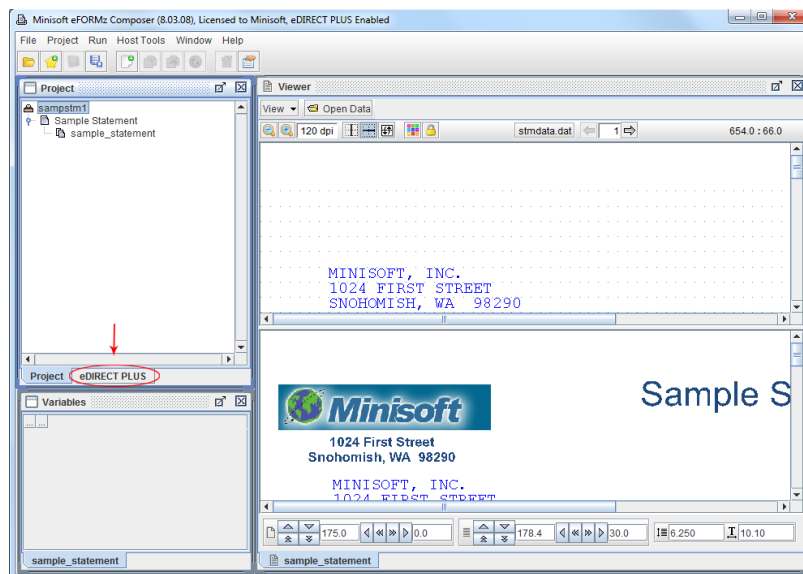 Minisoft eFORMz Composer (8.03.08), Licensed to Minisoft, eDIRECT PLUS Enabled
File Project Run Host Tools Window Help
Project
sampstm1
Sample Statement
sample_statement
Project eDIRECT PLUS
Variables
... ...
sample_statement
Viewer
View Open Data
120 dpi stmdata.dat 1 654.0 : 66.0
MINISOFT, INC.
1024 FIRST STREET
SNOHOMISH, WA 98290
Sample S
Minisoft
1024 First Street
Snohomish, WA 98290
MINISOFT, INC.
1024 FIRST STREET
175.0 0.0 178.4 30.0 6.250 10.10
sample_statement